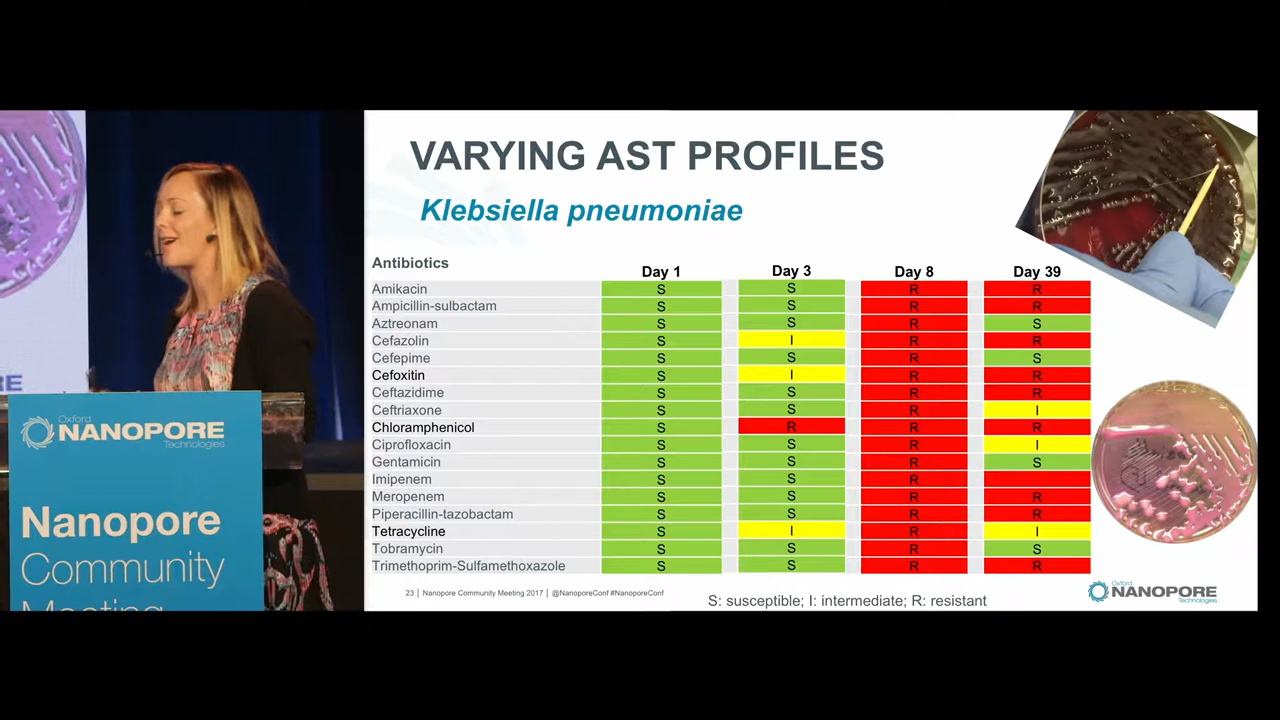 RE
Oxford
NANOPORE
Technologies
Nanopore
Community
Meeting
VARYING AST PROFILES
Klebsiella pneumoniae
Antibiotics Day 1 Day 3 Day 8 Day 39
Amikacin S S R R
Ampicillin-sulbactam S S R R
Aztreonam S S R S
Cefazolin S I R R
Cefepime S S R S
Cefoxitin S I R R
Ceftazidime S S R R
Ceftriaxone S S R I
Chloramphenicol S R R R
Ciprofloxacin S S R I
Gentamicin S S R S
Imipenem S S R
Meropenem S S R R
Piperacillin-tazobactam S S R R
Tetracycline S I R I
Tobramycin S S R S
Trimethoprim-Sulfamethoxazole S S R R
23 | Nanopore Community Meeting 2017 | @NanoporeConf #NanoporeConf
S: susceptible; I: intermediate; R: resistant
Oxford
NANOPORE
Technologies